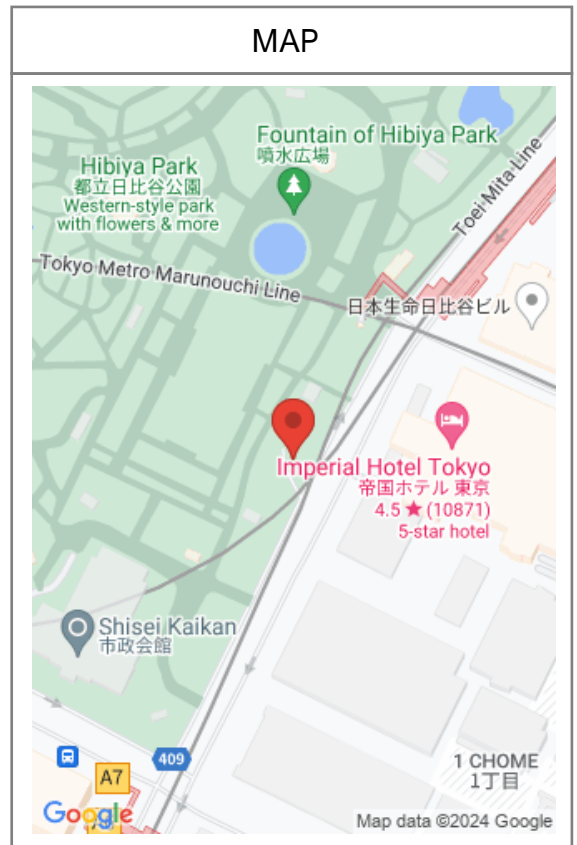 MAP
Fountain of Hibiya Park
噴水広場
Hibiya Park
都立日比谷公園
Western-style park
with flowers & more
Toei Mita Line
Tokyo Metro Marunouchi Line
日本生命日比谷ビル
Imperial Hotel Tokyo
帝国ホテル 東京
4.5 ★ (10871)
5-star hotel
Shisei Kaikan
市政会館
409
1 CHOME
1丁目
A7
Google
Map data ©2024 Google